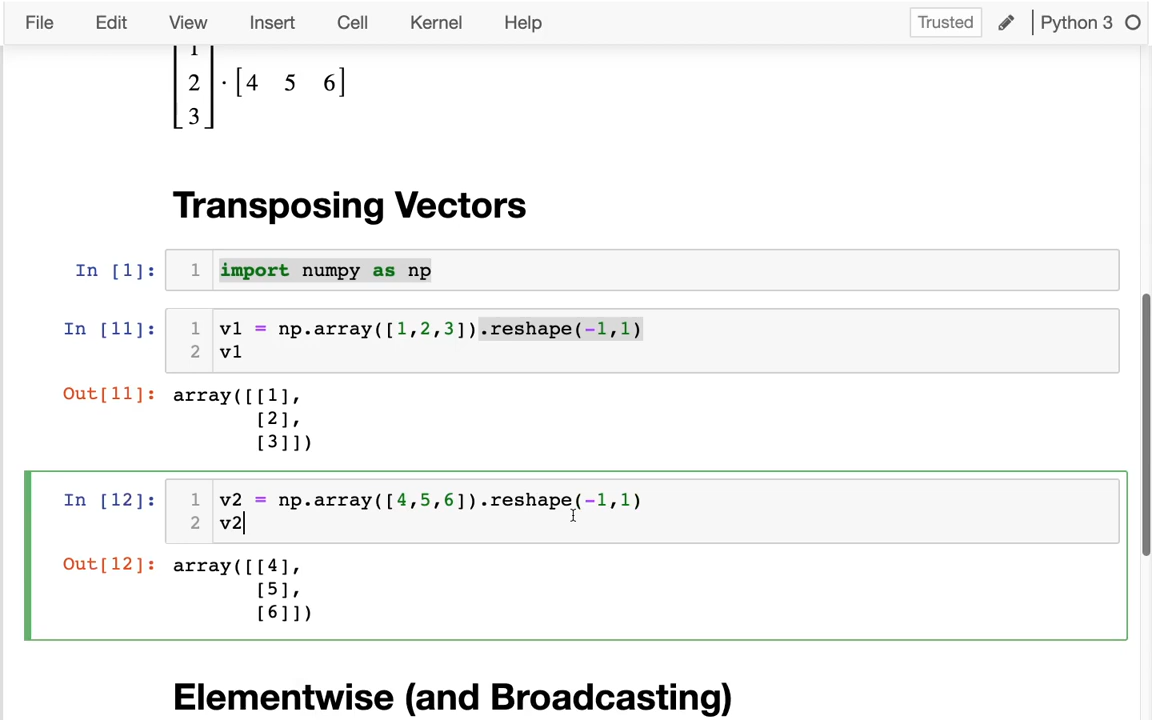 File Edit View Insert Cell Kernel Help Trusted Python 3
1
2 · [4 5 6]
3
Transposing Vectors
In [1]: 1 import numpy as np
In [11]: 1 v1 = np.array([1,2,3]).reshape(-1,1)
2 v1
Out[11]: array([[1],
[2],
[3]])
In [12]: 1 v2 = np.array([4,5,6]).reshape(-1,1)
2 v2
Out[12]: array([[4],
[5],
[6]])
Elementwise (and Broadcasting)